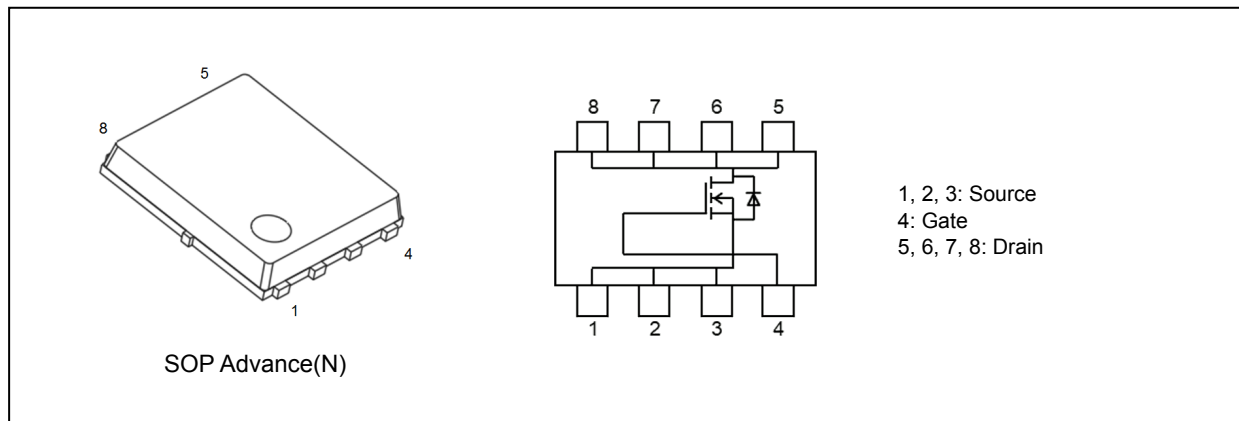 5
8
4
1
SOP Advance(N)
8 7 6 5
1 2 3 4
1, 2, 3: Source
4: Gate
5, 6, 7, 8: Drain